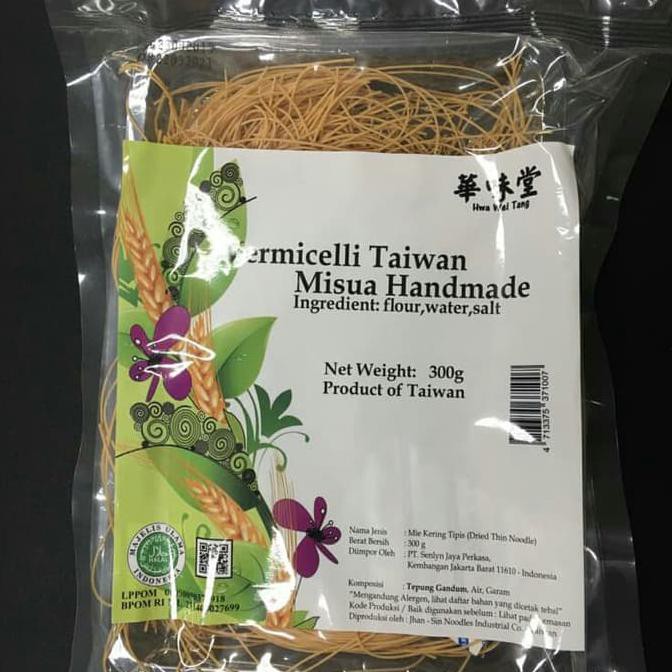 華味堂
Hwa Wei Tang
Vermicelli Taiwan
Misua Handmade
Ingredient: flour,water,salt
Net Weight: 300g
Product of Taiwan
4 713375 371007
MAJELIS ULAMA
INDONESIA
HALAL
Nama Jenis : Mie Kering Tipis (Dried Thin Noodle)
Berat Bersih : 300 g
Diimpor Oleh : PT. Senlyn Jaya Perkasa,
Kembangan Jakarta Barat 11610 - Indonesia
Komposisi : Tepung Gandum, Air, Garam
"Mengandung Alergen, lihat daftar bahan yang dicetak tebal"
Kode Produksi / Baik digunakan sebelum : Lihat pada kemasan
Diproduksi oleh : Jhan - Sin Noodles Industrial Co.
LPPOM
BPOM RI